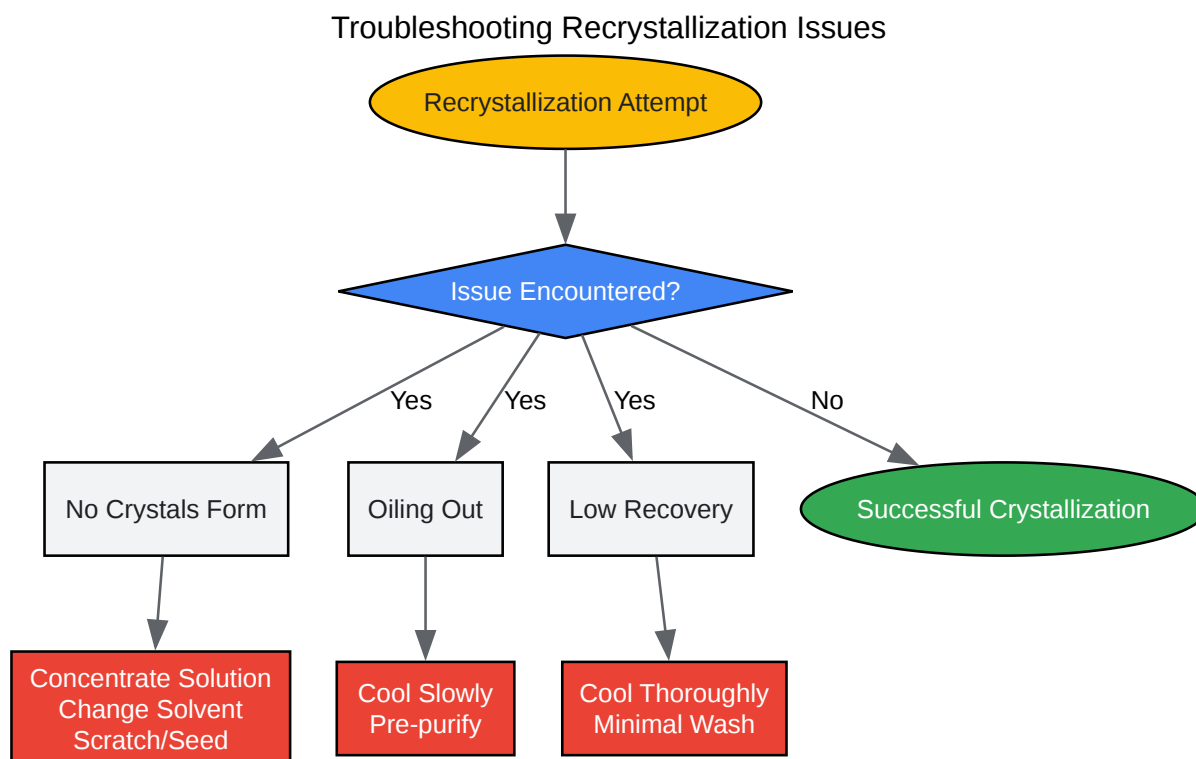 Troubleshooting Recrystallization Issues
Recrystallization Attempt
Issue Encountered?
Yes
Yes
Yes
No
No Crystals Form
Oiling Out
Low Recovery
Successful Crystallization
Concentrate Solution
Change Solvent
Scratch/Seed
Cool Slowly
Pre-purify
Cool Thoroughly
Minimal Wash